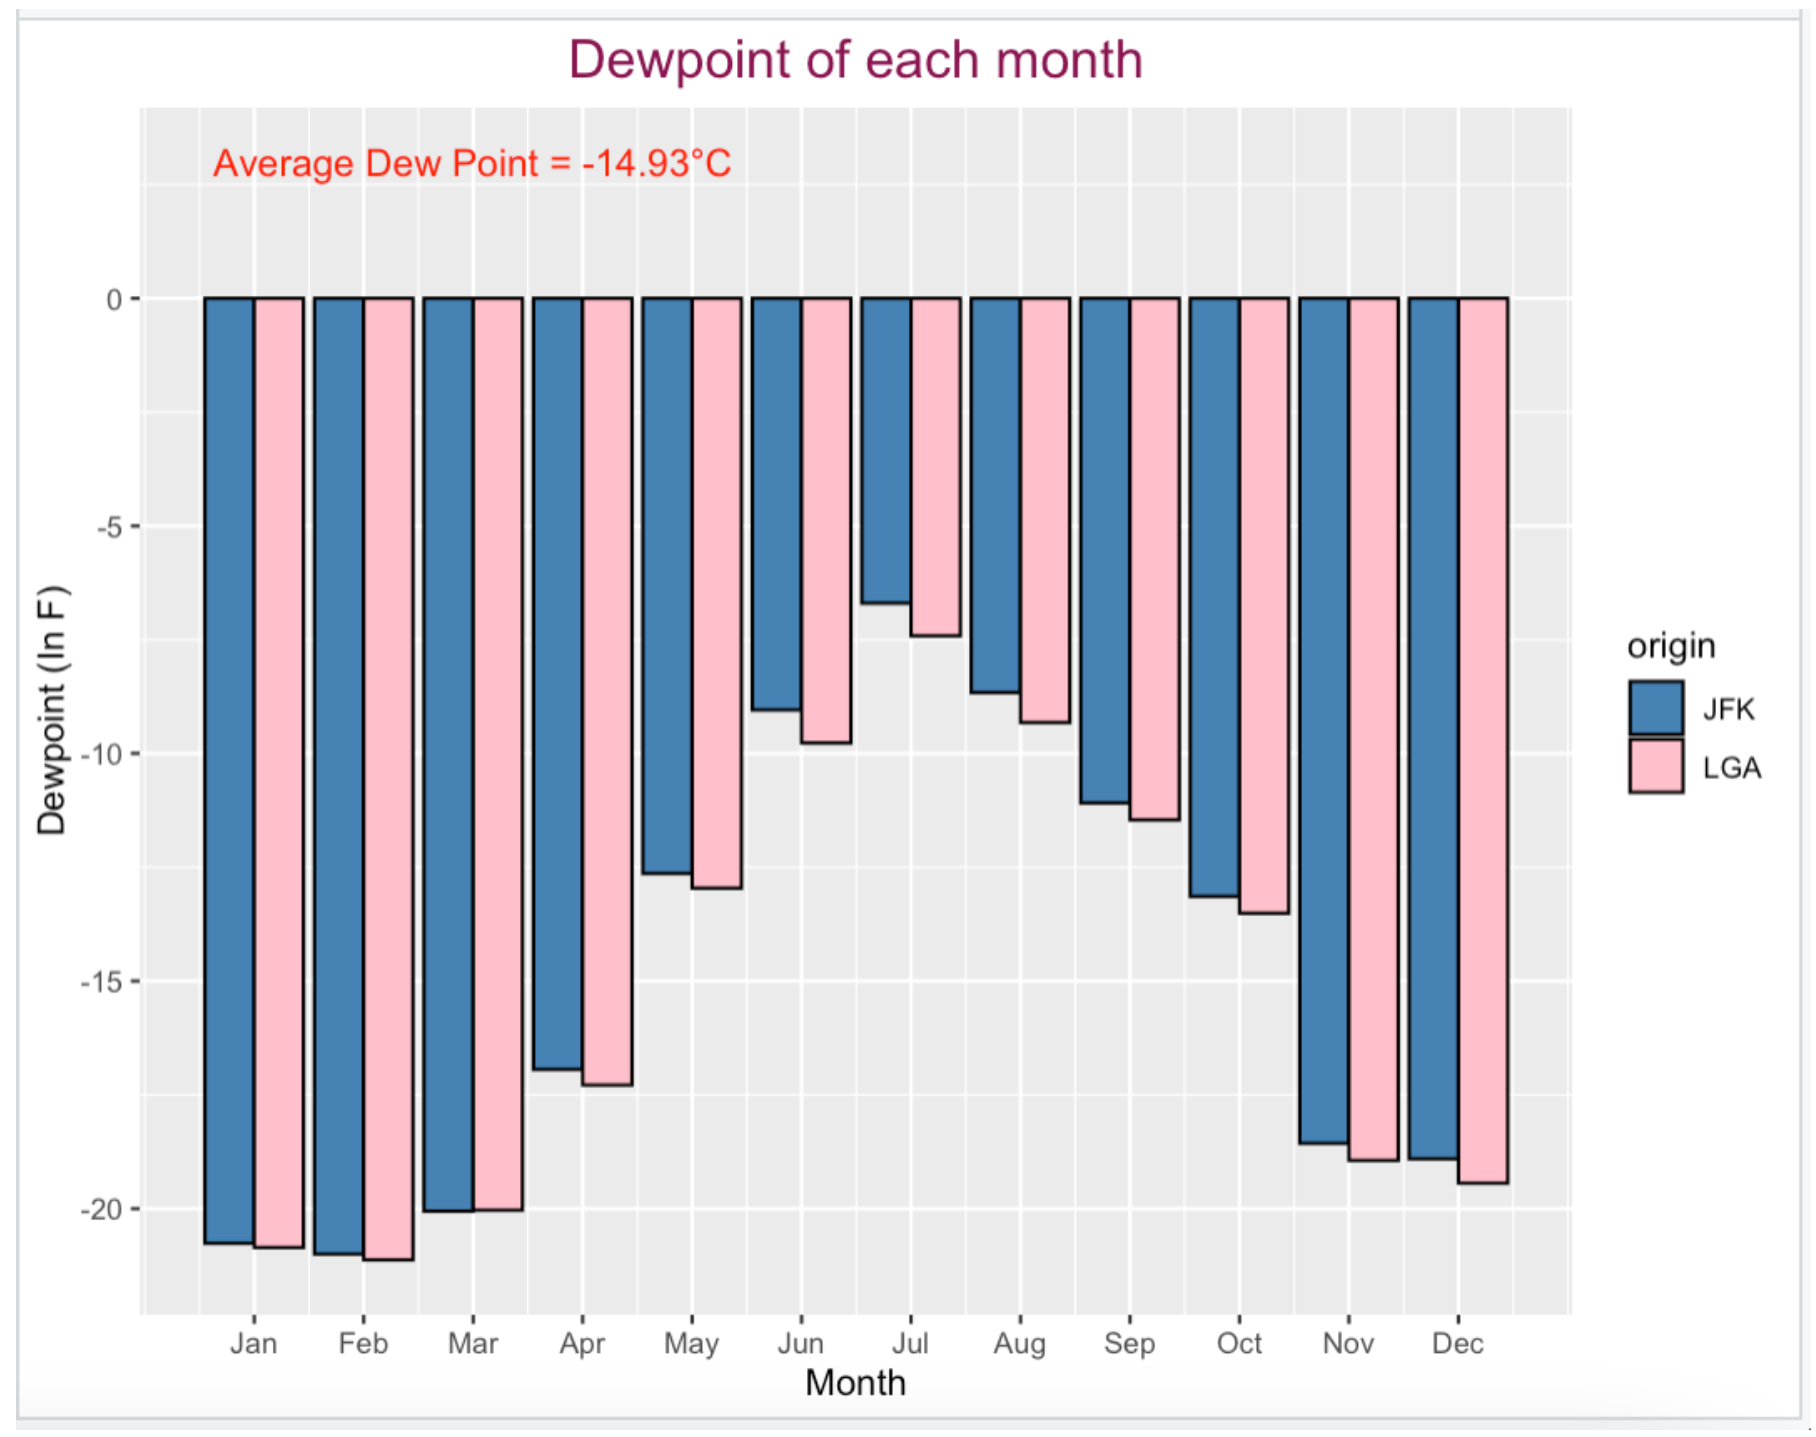 Dewpoint of each month
Average Dew Point = -14.93°C
0
-5
-10
-15
-20
Dewpoint (In F)
Jan Feb Mar Apr May Jun Jul Aug Sep Oct Nov Dec
Month
origin
JFK
LGA